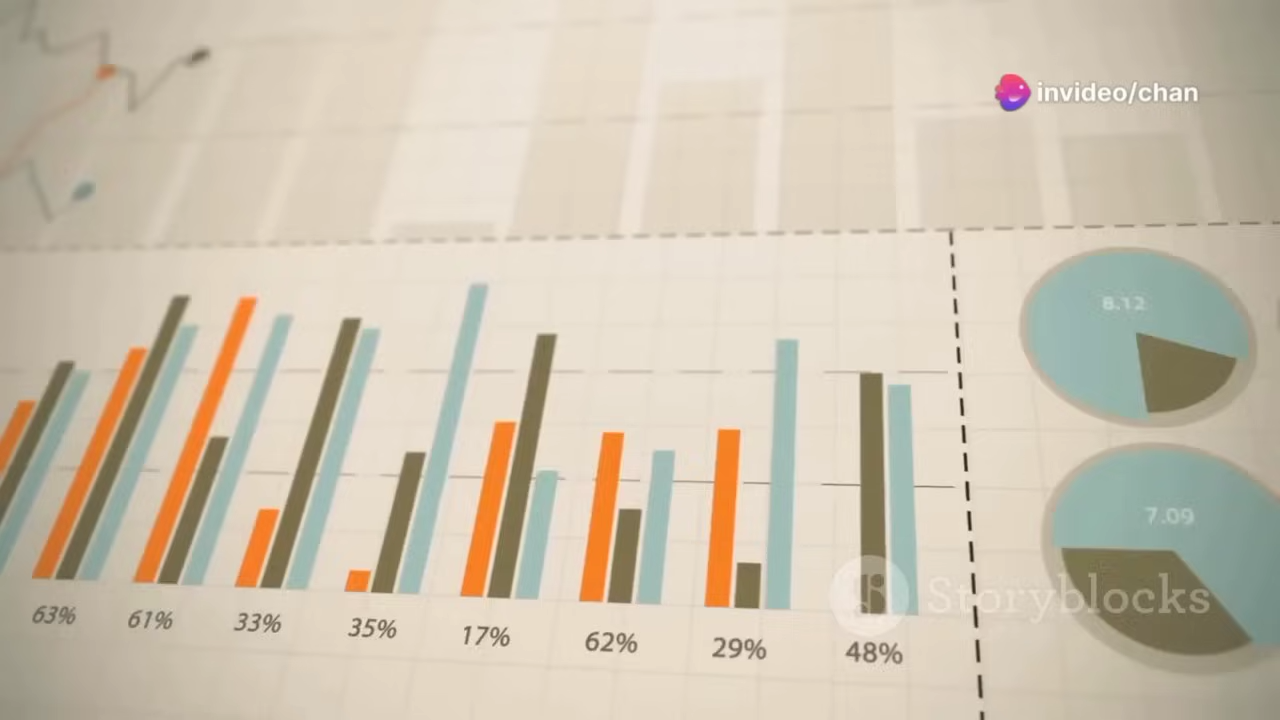 invideo/chan
8.12
7.09
Storyblocks
63% 61% 33% 35% 17% 62% 29% 48%